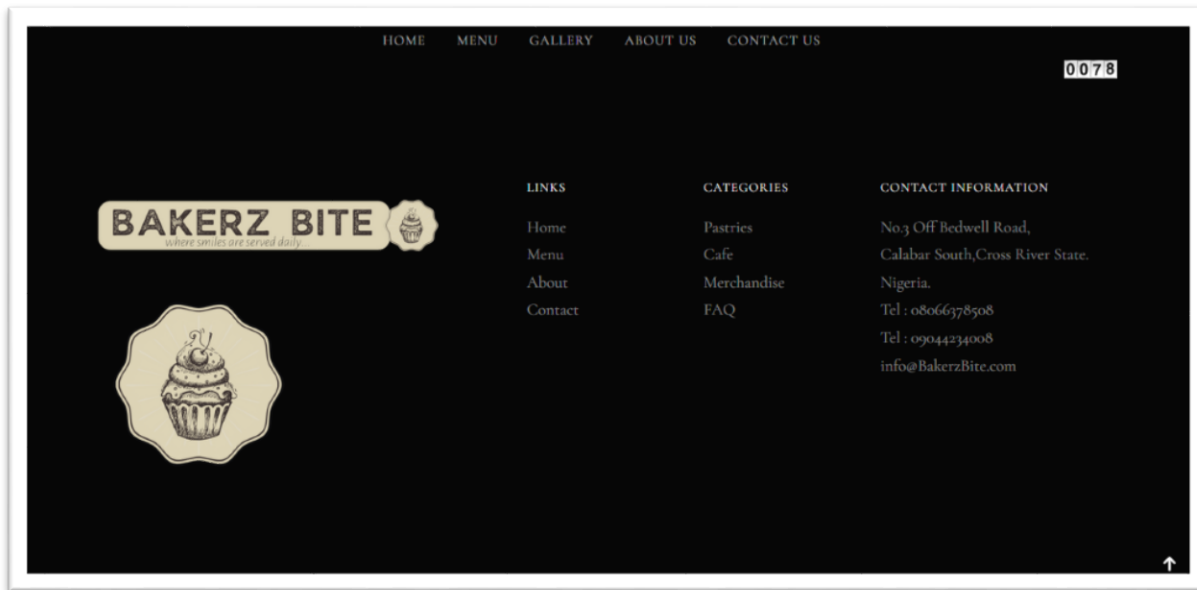 HOME MENU GALLERY ABOUT US CONTACT US
0078
BAKERZ BITE
where smiles are served daily...
LINKS
Home
Menu
About
Contact
CATEGORIES
Pastries
Cafe
Merchandise
FAQ
CONTACT INFORMATION
No.3 Off Bedwell Road,
Calabar South,Cross River State.
Nigeria.
Tel : 08066378508
Tel : 09044234008
info@BakerzBite.com